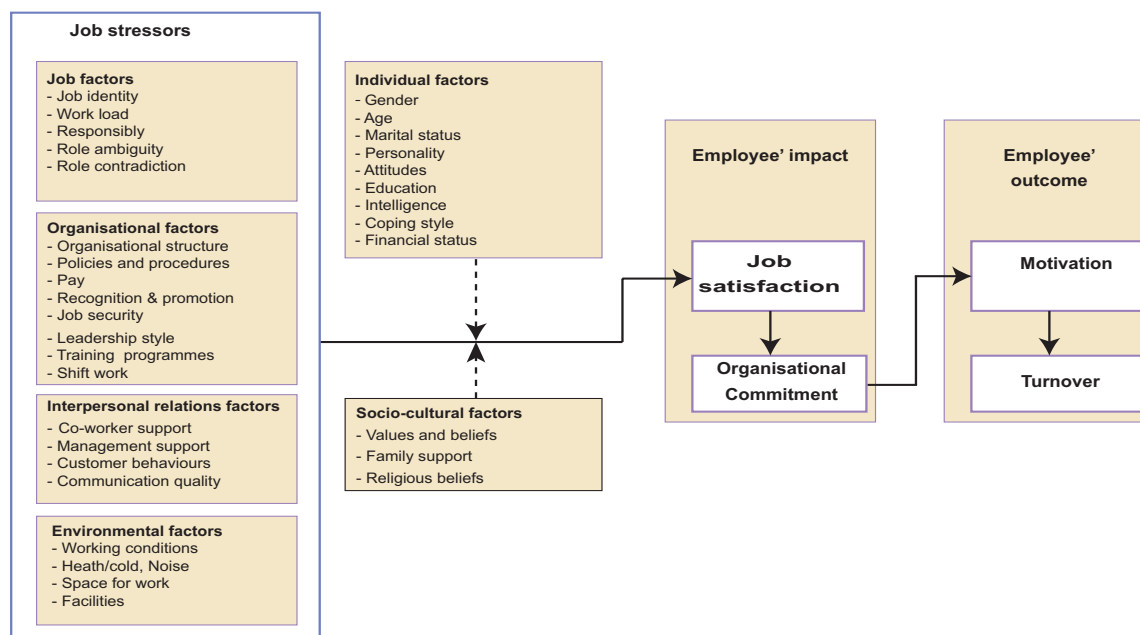 Job stressors
Job factors
- Job identity
- Work load
- Responsibly
- Role ambiguity
- Role contradiction
Organisational factors
- Organisational structure
- Policies and procedures
- Pay
- Recognition & promotion
- Job security
- Leadership style
- Training programmes
- Shift work
Interpersonal relations factors
- Co-worker support
- Management support
- Customer behaviours
- Communication quality
Environmental factors
- Working conditions
- Heath/cold, Noise
- Space for work
- Facilities
Individual factors
- Gender
- Age
- Marital status
- Personality
- Attitudes
- Education
- Intelligence
- Coping style
- Financial status
Socio-cultural factors
- Values and beliefs
- Family support
- Religious beliefs
Employee' impact
Job
satisfaction
Organisational
Commitment
Employee'
outcome
Motivation
Turnover